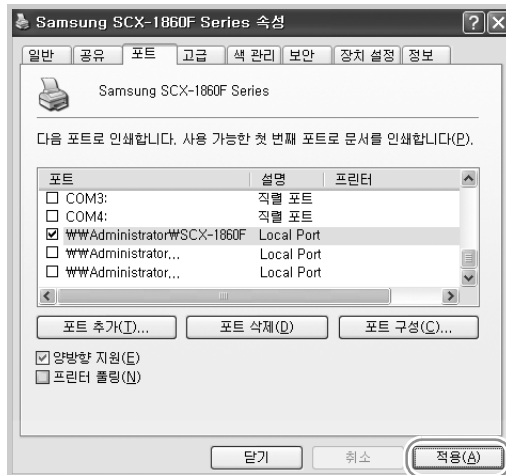 Samsung SCX-1860F Series 속성
일반 공유 포트 고급 색 관리 보안 장치 설정 정보
Samsung SCX-1860F Series
다음 포트로 인쇄합니다. 사용 가능한 첫 번째 포트로 문서를 인쇄합니다(P).
포트 설명 프린터
COM3: 직렬 포트
COM4: 직렬 포트
₩₩Administrator₩SCX-1860F Local Port
₩₩Administrator... Local Port
₩₩Administrator... Local Port
포트 추가(T)... 포트 삭제(D) 포트 구성(C)...
양방향 지원(E)
프린터 풀링(N)
닫기 취소 적용(A)